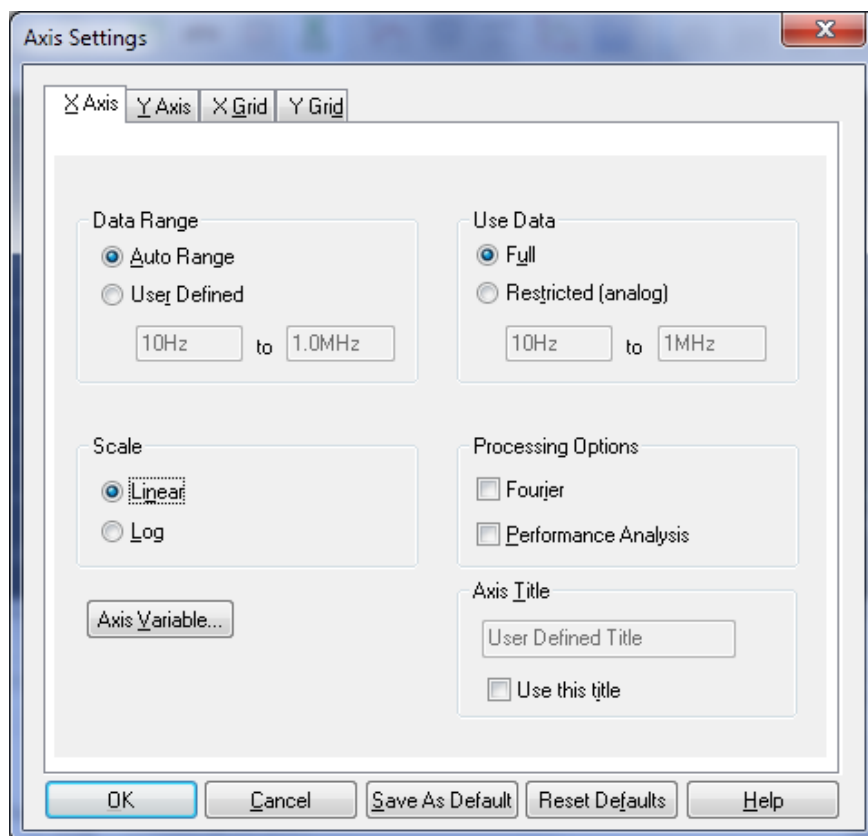 Axis Settings
X Axis
Y Axis
X Grid
Y Grid
Data Range
Auto Range
User Defined
10Hz to 1.0MHz
Use Data
Full
Restricted (analog)
10Hz to 1MHz
Scale
Linear
Log
Processing Options
Fourier
Performance Analysis
Axis Variable...
Axis Title
User Defined Title
Use this title
OK
Cancel
Save As Default
Reset Defaults
Help